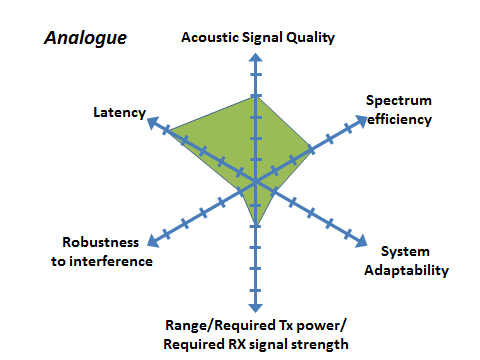 Analogue
Acoustic Signal Quality
Latency
Spectrum
efficiency
Robustness
to interference
System
Adaptability
Range/Required Tx power/
Required RX signal strength